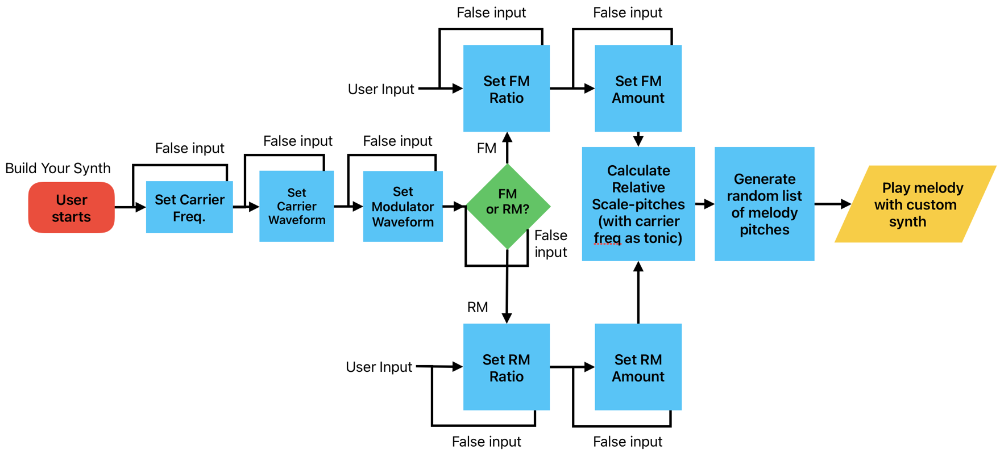 False input
False input
User Input
Set FM
Ratio
Set FM
Amount
Build Your Synth
User
starts
False input
Set Carrier
Freq.
False input
Set
Carrier
Waveform
False input
Set
Modulator
Waveform
FM
FM
or RM?
False
input
RM
Calculate
Relative
Scale-pitches
(with carrier
freq as tonic)
Generate
random list
of melody
pitches
Play melody
with custom
synth
User Input
Set RM
Ratio
Set RM
Amount
False input
False input